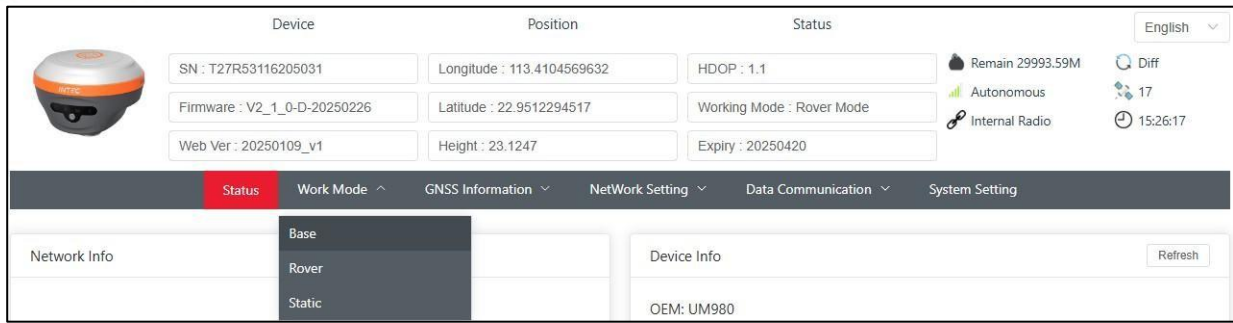 Device
Position
Status
English
SN : T27R53116205031
Longitude : 113.4104569632
HDOP : 1.1
Remain 29993.59M
Diff
Firmware : V2_1_0-D-20250226
Latitude : 22.9512294517
Working Mode : Rover Mode
Autonomous
17
Web Ver : 20250109_v1
Height : 23.1247
Expiry : 20250420
Internal Radio
15:26:17
Status
Work Mode
GNSS Information
NetWork Setting
Data Communication
System Setting
Base
Rover
Static
Network Info
Device Info
Refresh
OEM: UM980